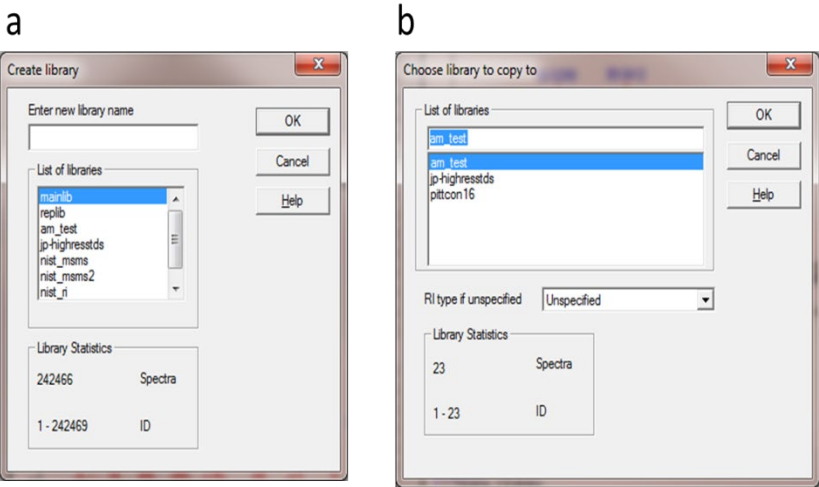 a
Create library
X
Enter new library name
OK
Cancel
Help
List of libraries
mainlib
replib
am_test
jp-highresstds
nist_msms
nist_msms2
nist_ri
Library Statistics
242466 Spectra
1 - 242469 ID
b
Choose library to copy to
X
List of libraries
am_test
am_test
jp-highresstds
pittcon16
OK
Cancel
Help
RI type if unspecified Unspecified
Library Statistics
23 Spectra
1 - 23 ID